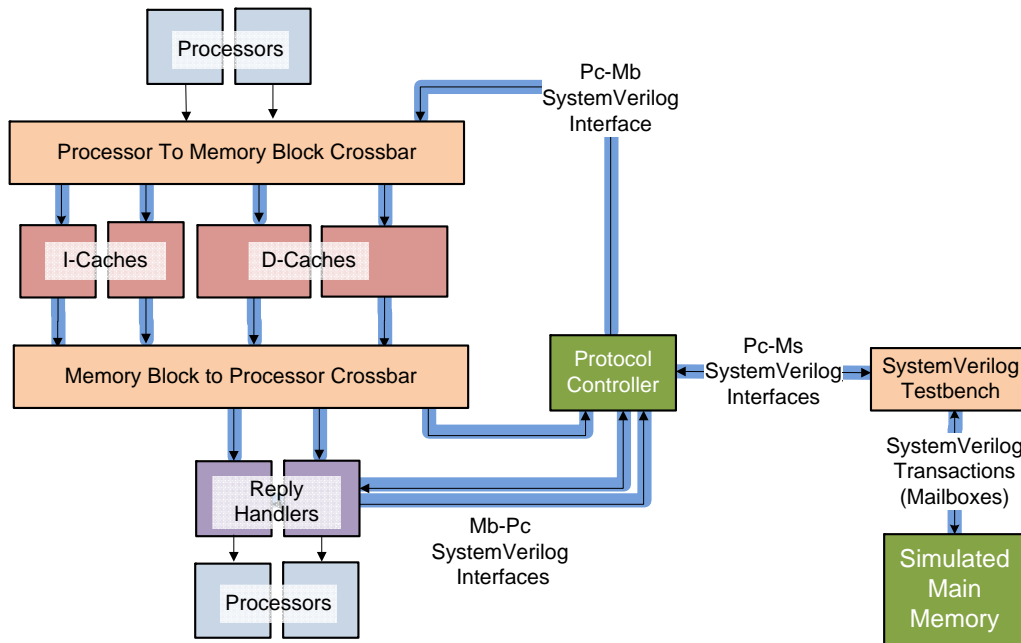 Processors
Pc-Mb
SystemVerilog
Interface
Processor To Memory Block Crossbar
I-Caches
D-Caches
Memory Block to Processor Crossbar
Protocol
Controller
Pc-Ms
SystemVerilog
Interfaces
SystemVerilog
Testbench
SystemVerilog
Transactions
(Mailboxes)
Reply
Handlers
Mb-Pc
SystemVerilog
Interfaces
Simulated
Main
Memory
Processors